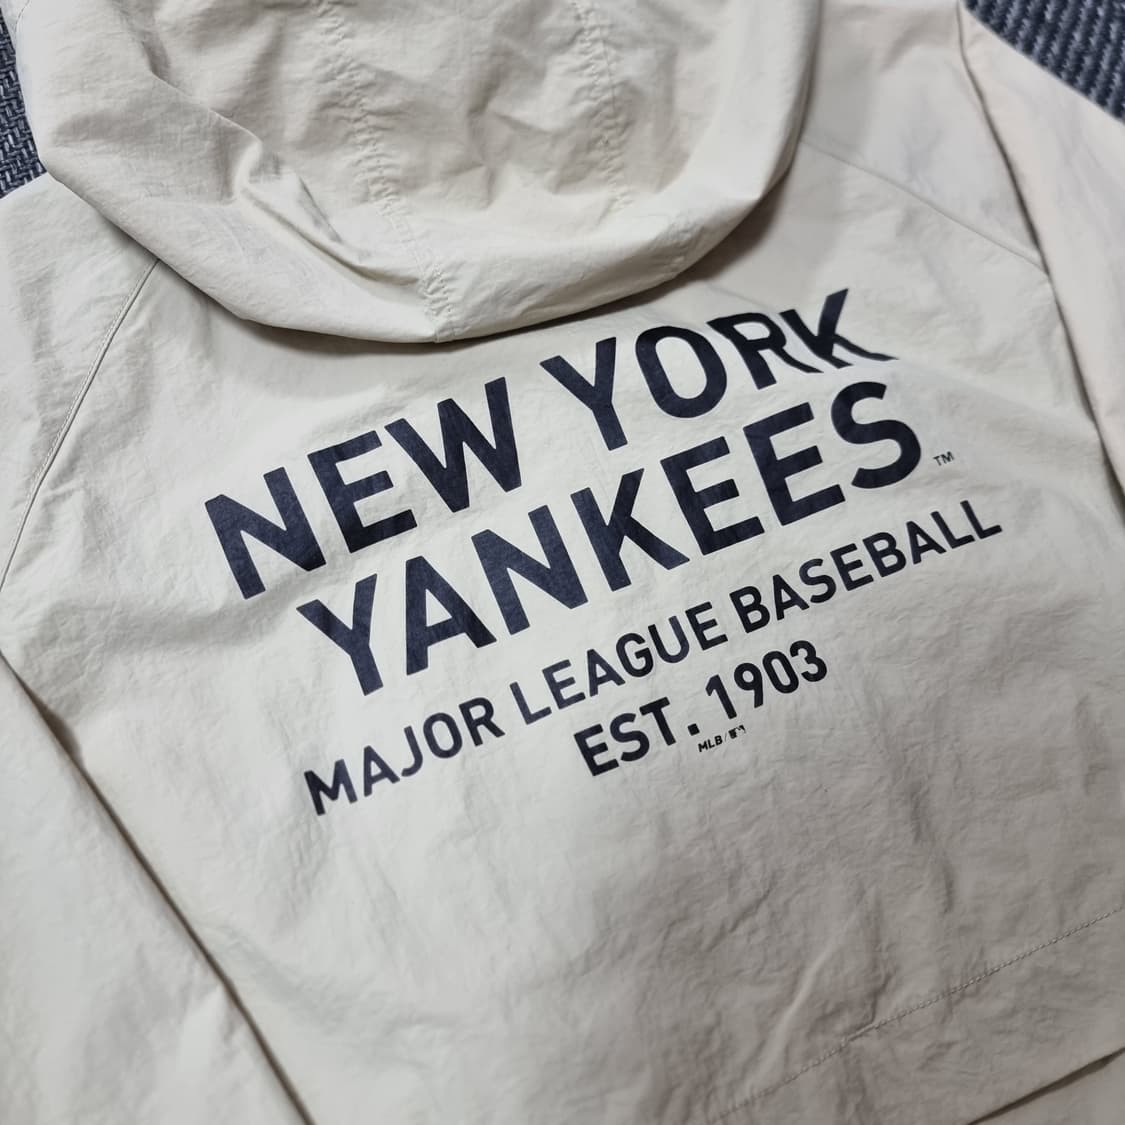 NEW YORK
YANKEES™
MAJOR LEAGUE BASEBALL
EST. 1903
MLB /